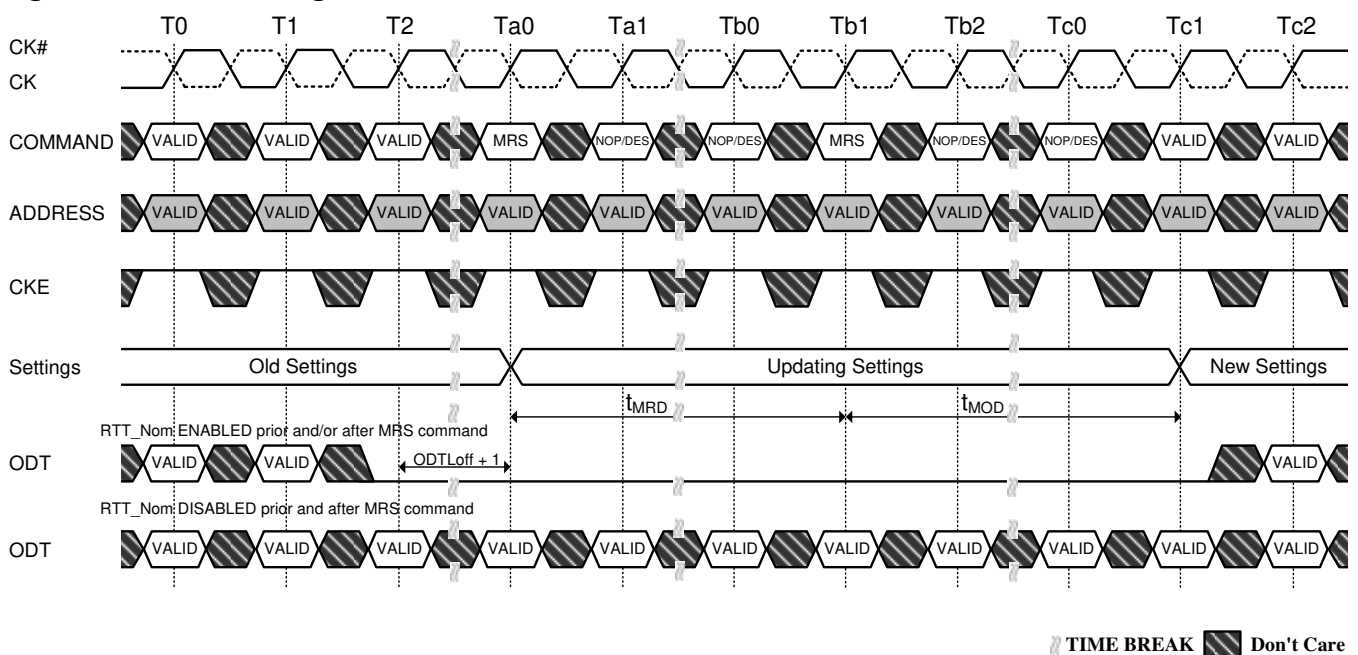 T0 T1 T2 Ta0 Ta1 Tb0 Tb1 Tb2 Tc0 Tc1 Tc2
CK#
CK
COMMAND VALID VALID VALID MRS NOP/DES NOP/DES MRS NOP/DES NOP/DES VALID VALID
ADDRESS VALID VALID VALID VALID VALID VALID VALID VALID VALID VALID VALID
CKE
Settings Old Settings Updating Settings New Settings
tMRD tMOD
RTT_Nom ENABLED prior and/or after MRS command
ODT VALID VALID ODTLoff + 1 VALID
RTT_Nom DISABLED prior and after MRS command
ODT VALID VALID VALID VALID VALID VALID VALID VALID VALID VALID VALID
TIME BREAK Don't Care